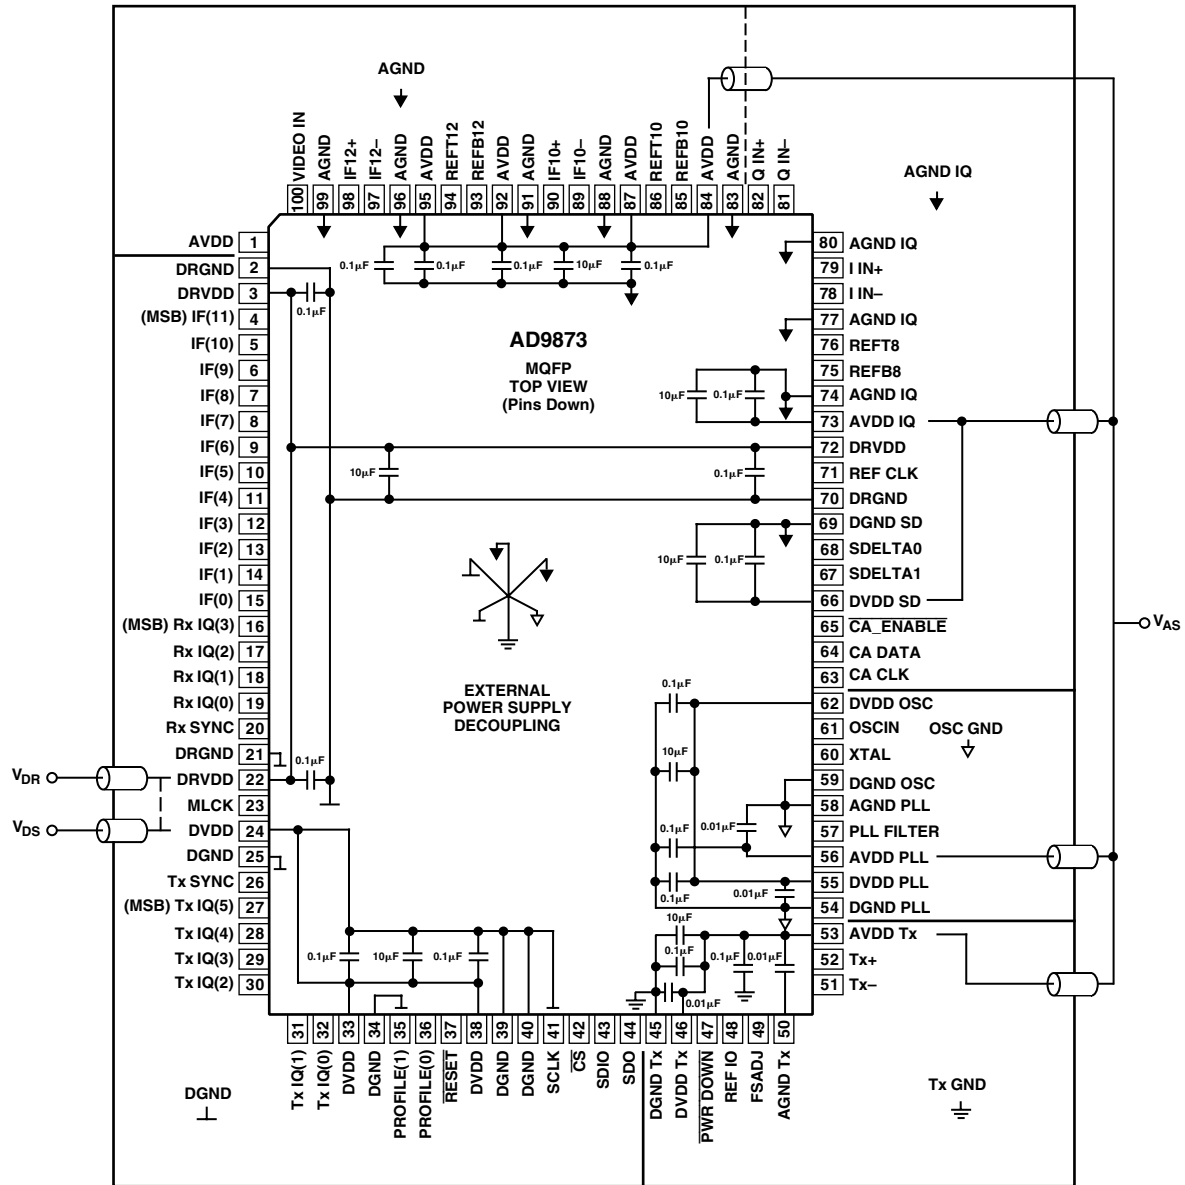 AGND
AGND IQ
100 VIDEO IN
99 AGND
98 IF12+
97 IF12–
96 AGND
95 AVDD
94 REFT12
93 REFB12
92 AVDD
91 AGND
90 IF10+
89 IF10–
88 AGND
87 AVDD
86 REFT10
85 REFB10
84 AVDD
83 AGND
82 Q IN+
81 Q IN–
AVDD 1
DRGND 2
DRVDD 3
(MSB) IF(11) 4
IF(10) 5
IF(9) 6
IF(8) 7
IF(7) 8
IF(6) 9
IF(5) 10
IF(4) 11
IF(3) 12
IF(2) 13
IF(1) 14
IF(0) 15
(MSB) Rx IQ(3) 16
Rx IQ(2) 17
Rx IQ(1) 18
Rx IQ(0) 19
Rx SYNC 20
DRGND 21
DRVDD 22
MLCK 23
DVDD 24
DGND 25
Tx SYNC 26
(MSB) Tx IQ(5) 27
Tx IQ(4) 28
Tx IQ(3) 29
Tx IQ(2) 30
VDR
VDS
0.1µF
0.1µF
0.1µF
10µF
0.1µF
0.1µF
AD9873
MQFP
TOP VIEW
(Pins Down)
10µF
0.1µF
10µF
0.1µF
10µF
0.1µF
EXTERNAL
POWER SUPPLY
DECOUPLING
0.1µF
0.1µF
10µF
0.1µF
0.01µF
0.1µF
0.01µF
10µF
0.1µF
0.1µF
0.01µF
0.01µF
0.1µF
10µF
0.1µF
80 AGND IQ
79 I IN+
78 I IN–
77 AGND IQ
76 REFT8
75 REFB8
74 AGND IQ
73 AVDD IQ
72 DRVDD
71 REF CLK
70 DRGND
69 DGND SD
68 SDELTA0
67 SDELTA1
66 DVDD SD
65 CA_ENABLE
64 CA DATA
63 CA CLK
62 DVDD OSC
61 OSCIN
60 XTAL
59 DGND OSC
58 AGND PLL
57 PLL FILTER
56 AVDD PLL
55 DVDD PLL
54 DGND PLL
53 AVDD Tx
52 Tx+
51 Tx–
OSC GND
VAS
31 Tx IQ(1)
32 Tx IQ(0)
33 DVDD
34 DGND
35 PROFILE(1)
36 PROFILE(0)
37 RESET
38 DVDD
39 DGND
40 DGND
41 SCLK
42 CS
43 SDIO
44 SDO
45 DGND Tx
46 DVDD Tx
47 PWR DOWN
48 REF IO
49 FSADJ
50 AGND Tx
DGND
Tx GND